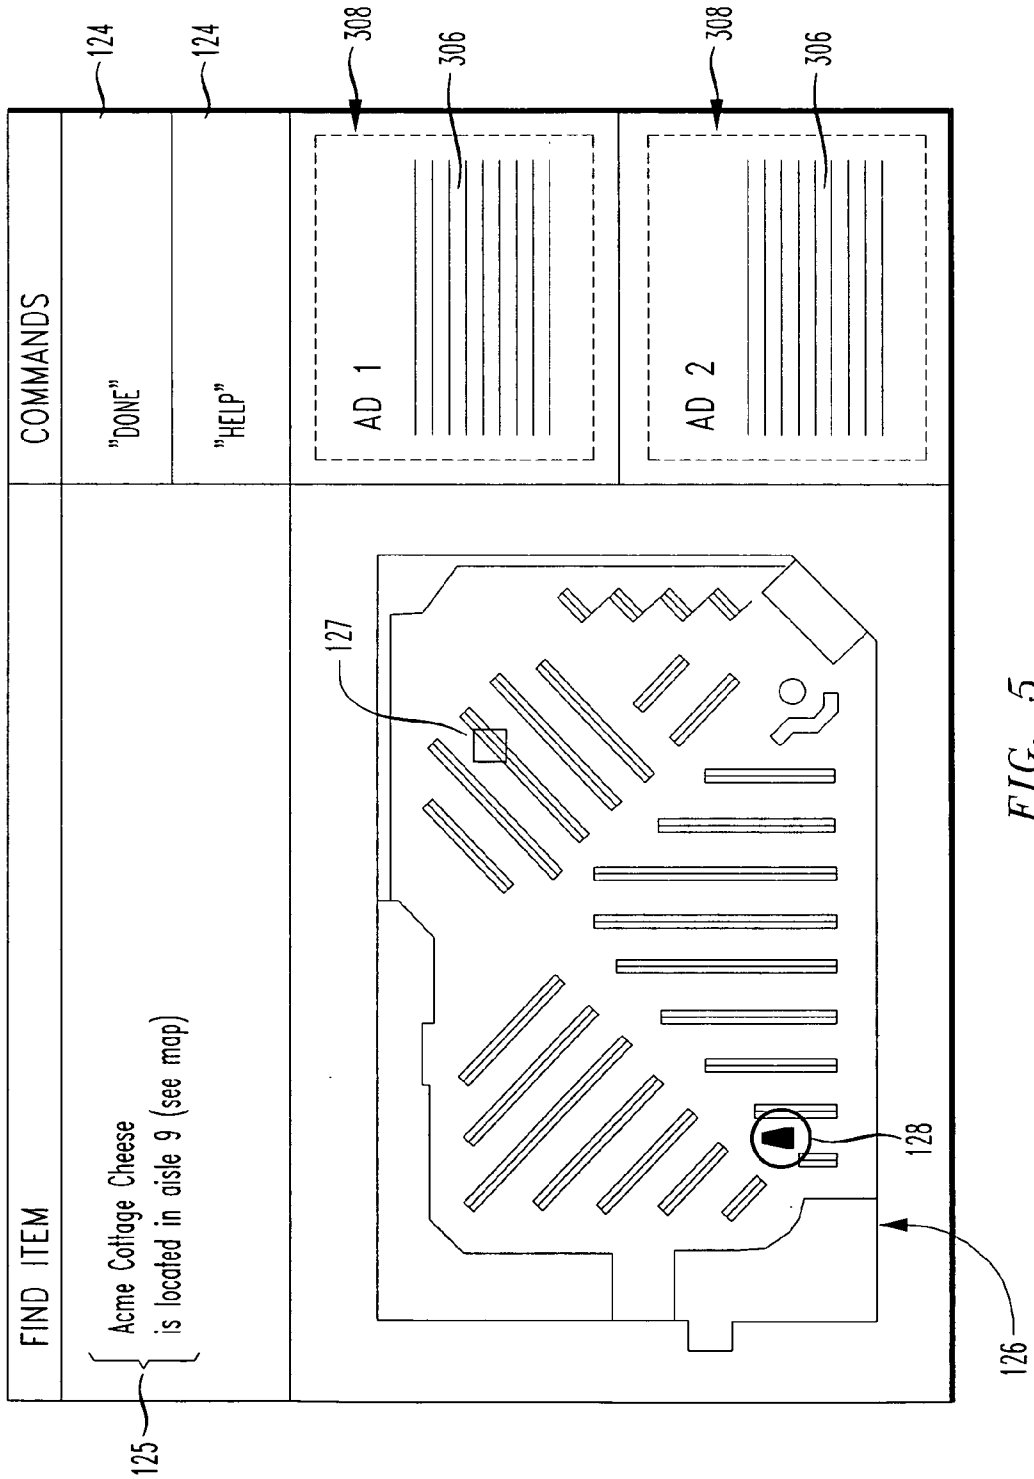 FIND ITEM
COMMANDS
125
Acme Cottage Cheese
is located in aisle 9 (see map)
"DONE"
124
"HELP"
124
127
AD 1
308
306
AD 2
308
306
128
126
FIG. 5